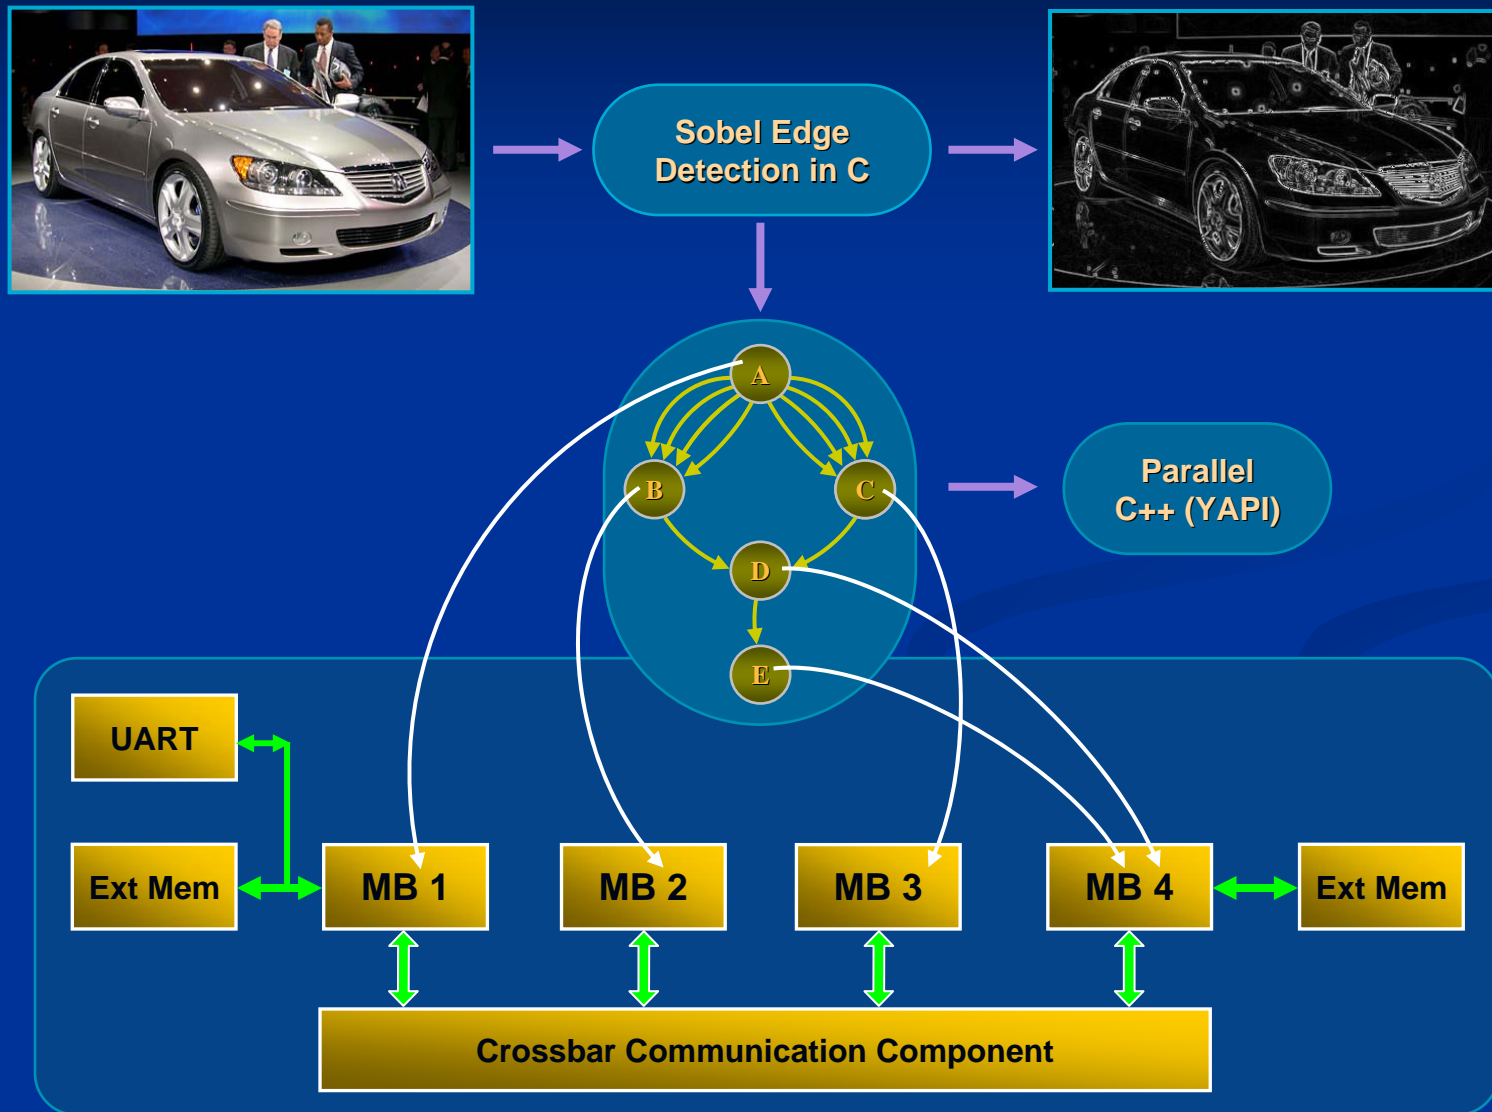 Sobel Edge
Detection in C
A
B
C
D
E
Parallel
C++ (YAPI)
UART
Ext Mem
MB 1
MB 2
MB 3
MB 4
Ext Mem
Crossbar Communication Component